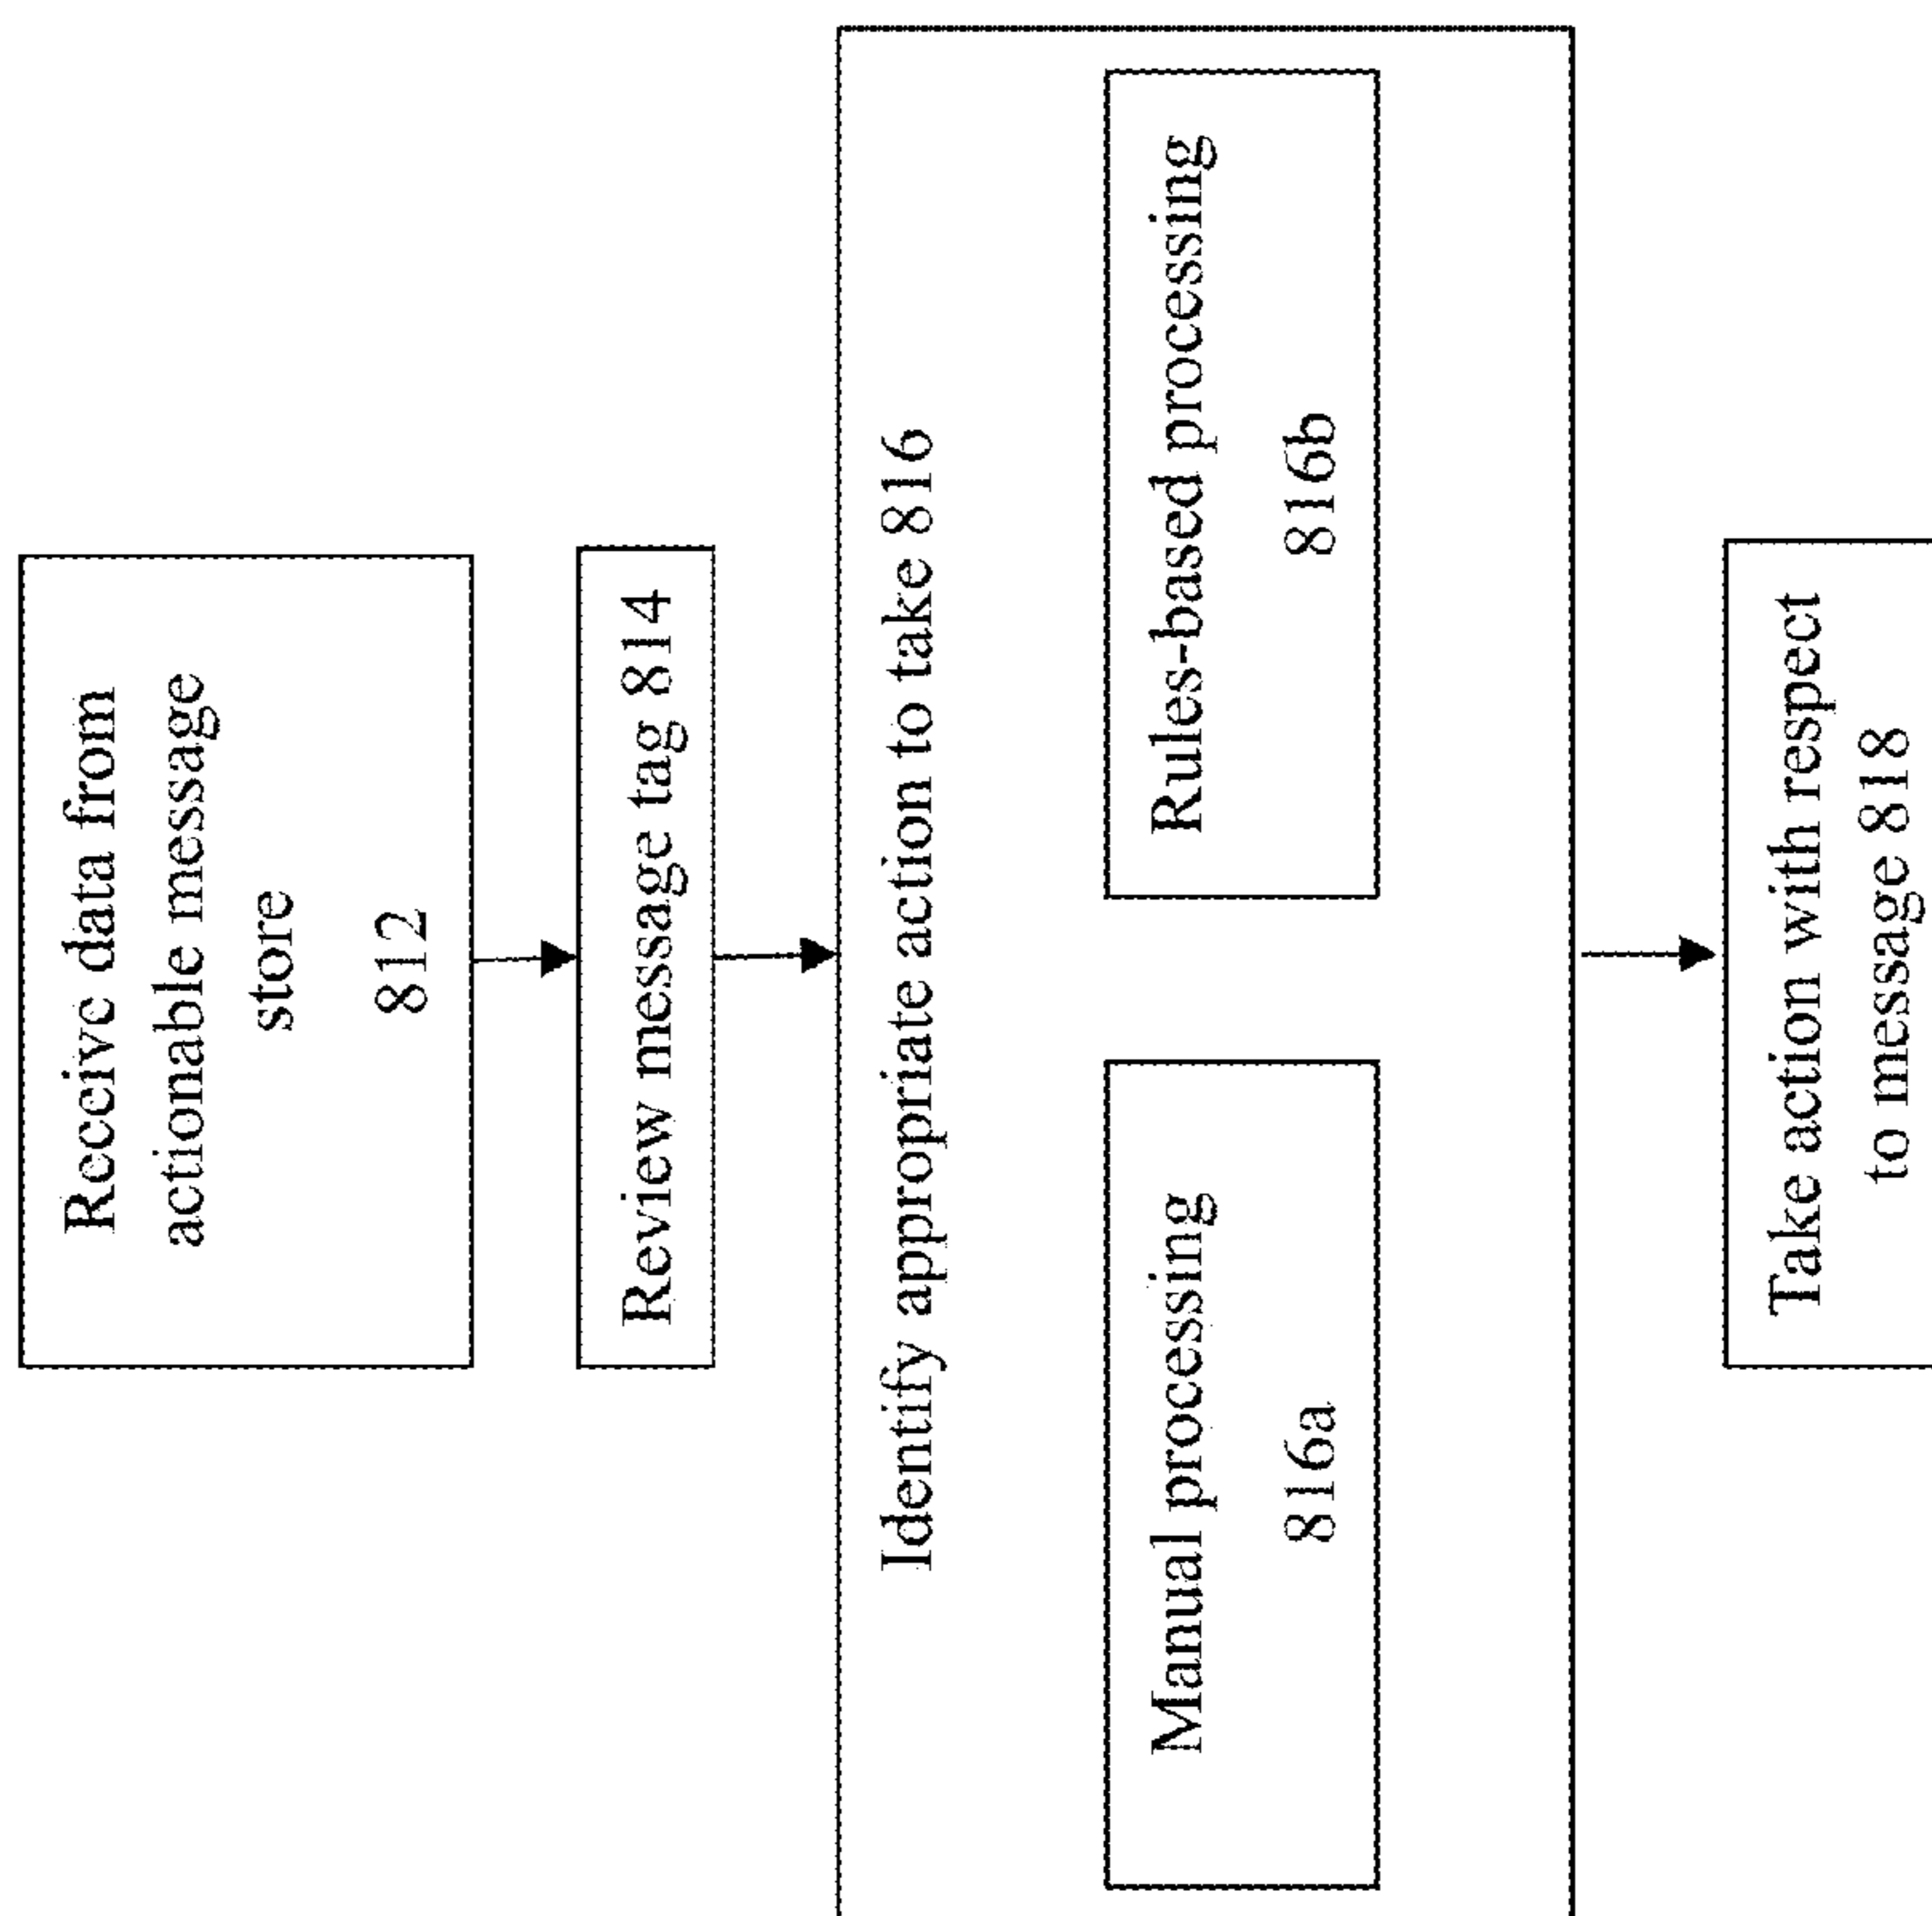 Receive data from
actionable message
store
812
Review message tag 814
Identify appropriate action to take 816
Manual processing
816a
Rules-based processing
816b
Take action with respect
to message 818